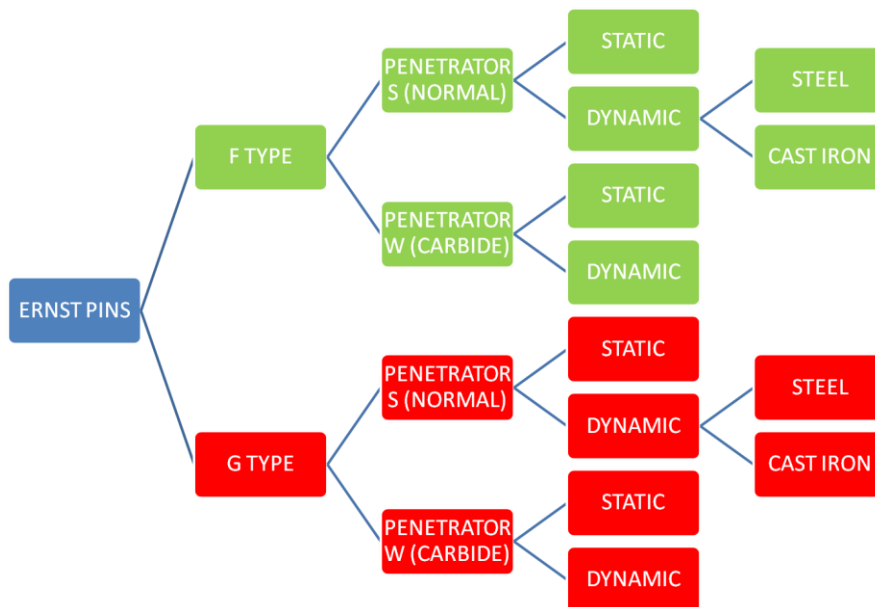 STATIC
PENETRATOR
S (NORMAL)
STEEL
DYNAMIC
F TYPE
CAST IRON
STATIC
PENETRATOR
W (CARBIDE)
DYNAMIC
ERNST PINS
STATIC
PENETRATOR
S (NORMAL)
STEEL
DYNAMIC
G TYPE
CAST IRON
STATIC
PENETRATOR
W (CARBIDE)
DYNAMIC